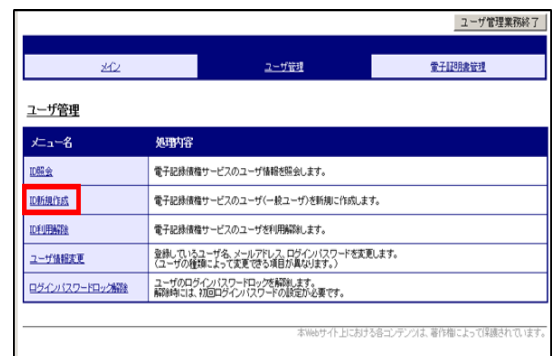 ユーザ管理業務終了
メイン
ユーザ管理
電子証明書管理
ユーザ管理
メニュー名
処理内容
ID照会
電子記録債権サービスのユーザ情報を照会します。
ID新規作成
電子記録債権サービスのユーザ(一般ユーザ)を新規に作成します。
ID利用解除
電子記録債権サービスのユーザを利用解除します。
ユーザ情報変更
登録しているユーザ名、メールアドレス、ログインパスワードを変更します。
(ユーザの種類によって変更できる項目が異なります。)
ログインパスワードロック解除
ユーザのログインパスワードロックを解除します。
解除時には、初回ログインパスワードの設定が必要です。
本Webサイト上における各コンテンツは、著作権によって保護されています。